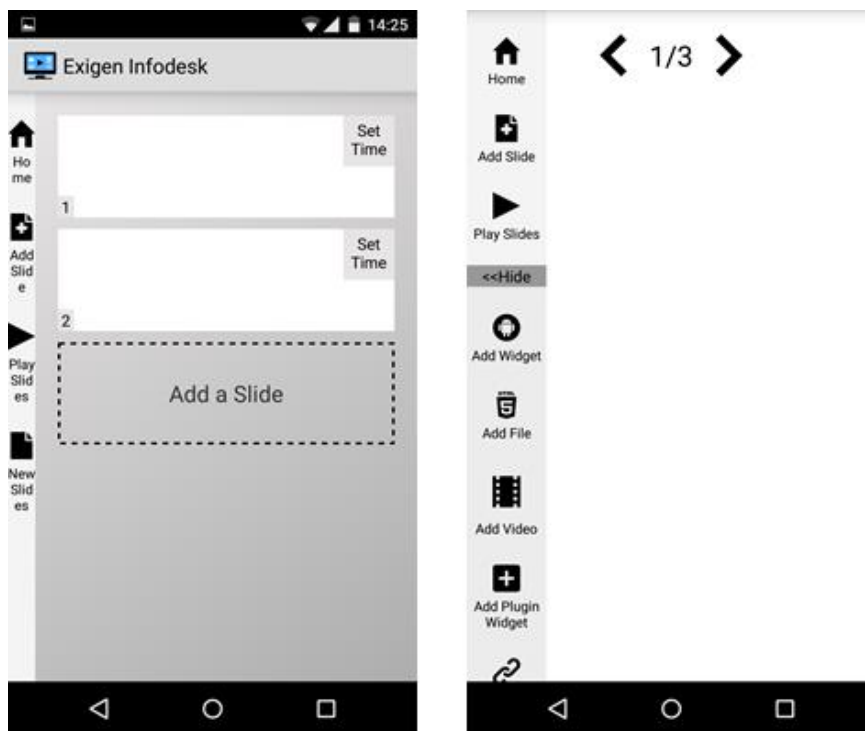 14:25
Exigen Infodesk
Ho
me
Add
Slid
e
Play
Slid
es
New
Slid
es
Set
Time
1
Set
Time
2
Add a Slide
Home
Add Slide
Play Slides
<<Hide
Add Widget
HTML
5
Add File
Add Video
Add Plugin
Widget
1/3